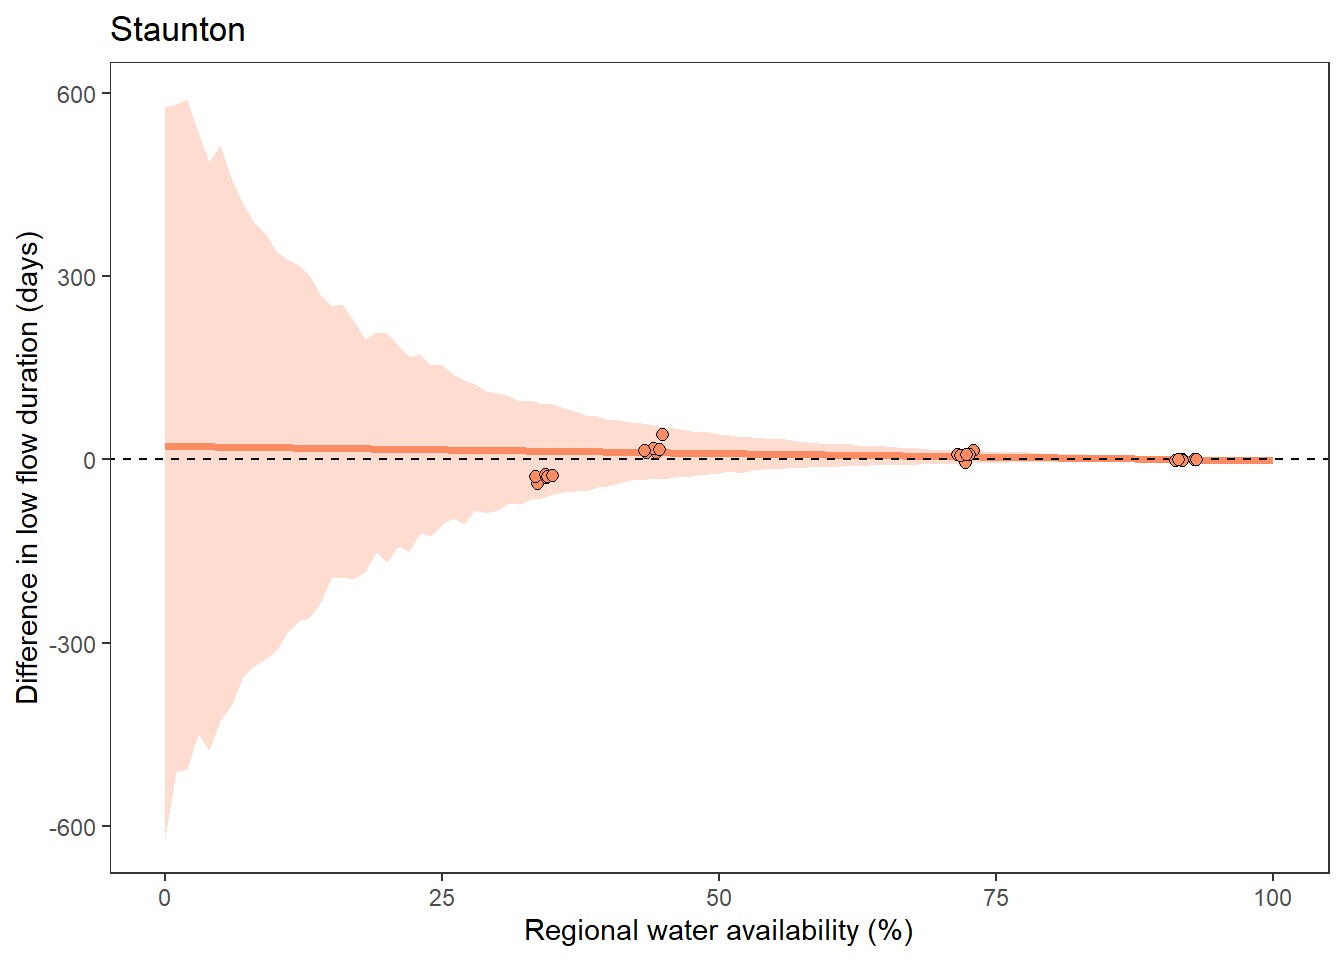 Staunton
600
300
0
-300
-600
Difference in low flow duration (days)
0 25 50 75 100
Regional water availability (%)